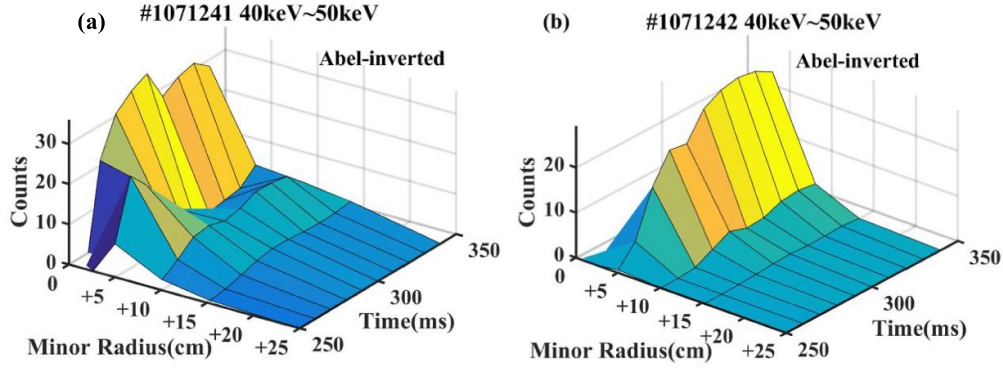 (a)
#1071241 40keV~50keV
Abel-inverted
30
20
10
0
Counts
0
+5
+10
+15
+20
+25
Minor Radius(cm)
250
300
350
Time(ms)
(b)
#1071242 40keV~50keV
Abel-inverted
20
10
0
Counts
0
+5
+10
+15
+20
+25
Minor Radius(cm)
250
300
350
Time(ms)